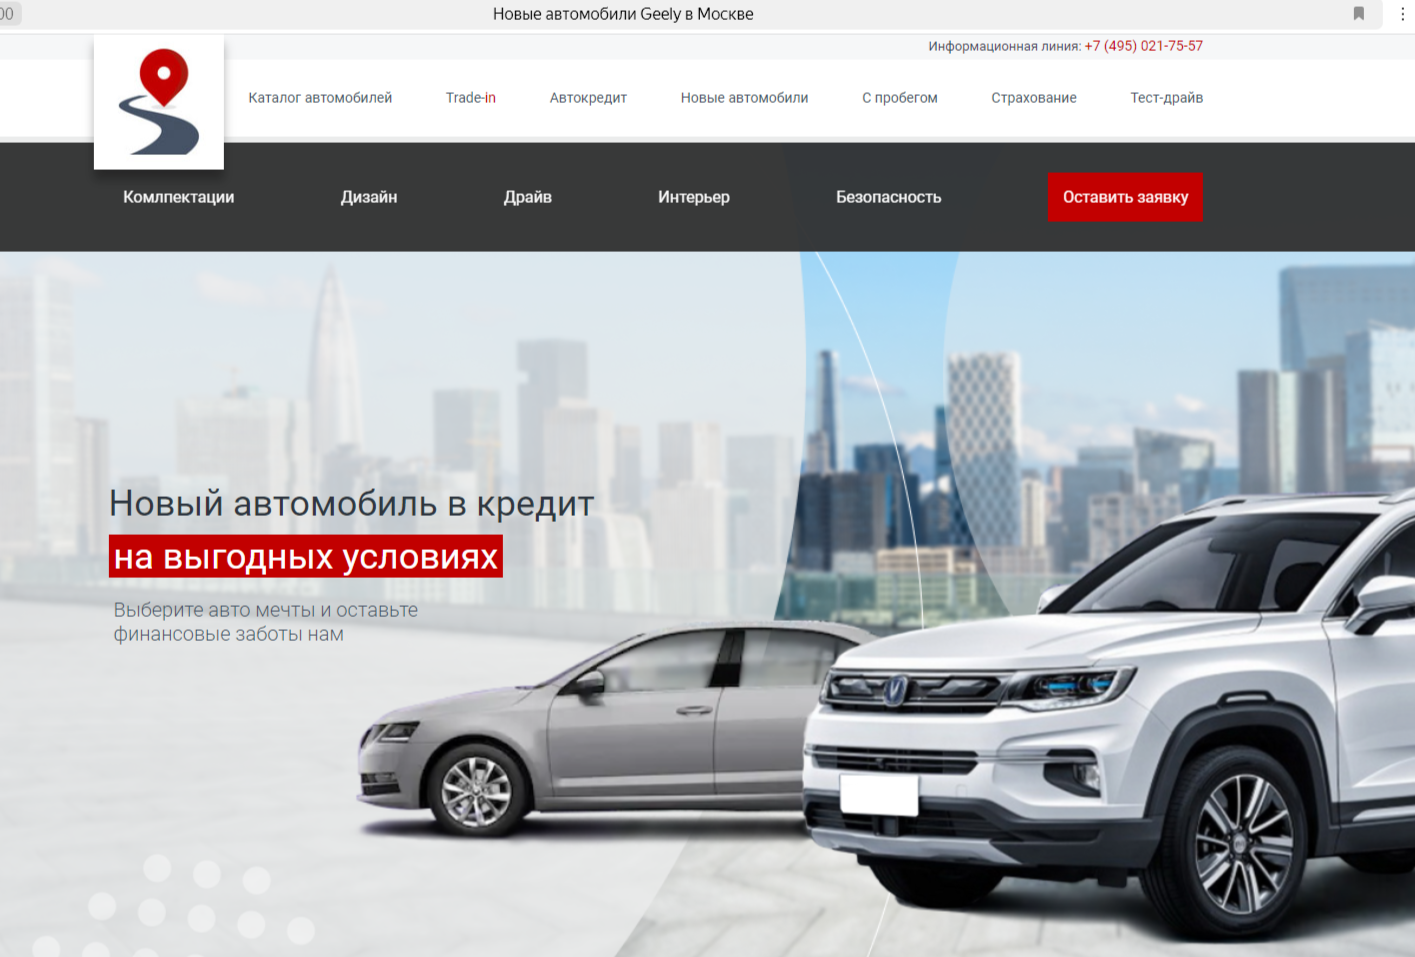 00
Новые автомобили Geely в Москве
Информационная линия: +7 (495) 021-75-57
Каталог автомобилей Trade-in Автокредит Новые автомобили С пробегом Страхование Тест-драйв
Комлпектации Дизайн Драйв Интерьер Безопасность Оставить заявку
Новый автомобиль в кредит
на выгодных условиях
Выберите авто мечты и оставьте
финансовые заботы нам